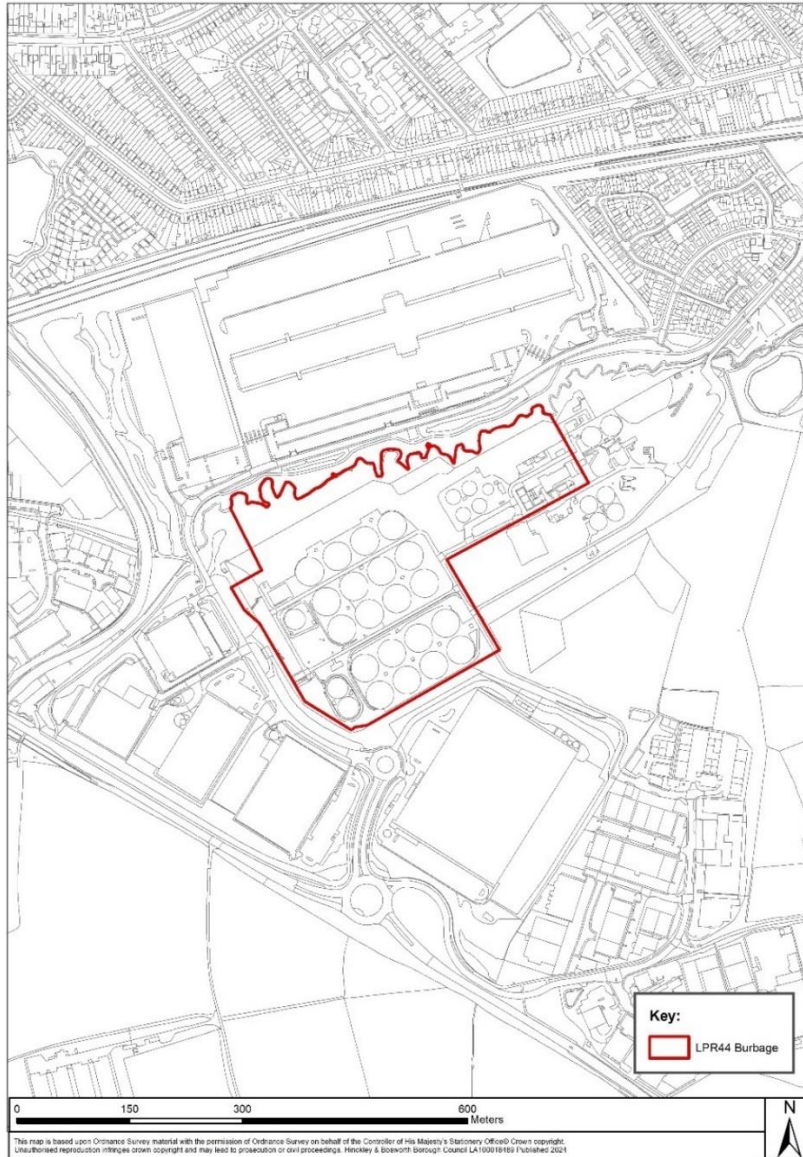 Key:
LPR44 Burbage
0 150 300 600
Meters
N
This map is based upon Ordnance Survey material with the permission of Ordnance Survey on behalf of the Controller of His Majesty's Stationery Office© Crown copyright.
Unauthorised reproduction infringes crown copyright and may lead to prosecution or civil proceedings. Hinckley & Bosworth Borough Council LA100018489 Published 2024